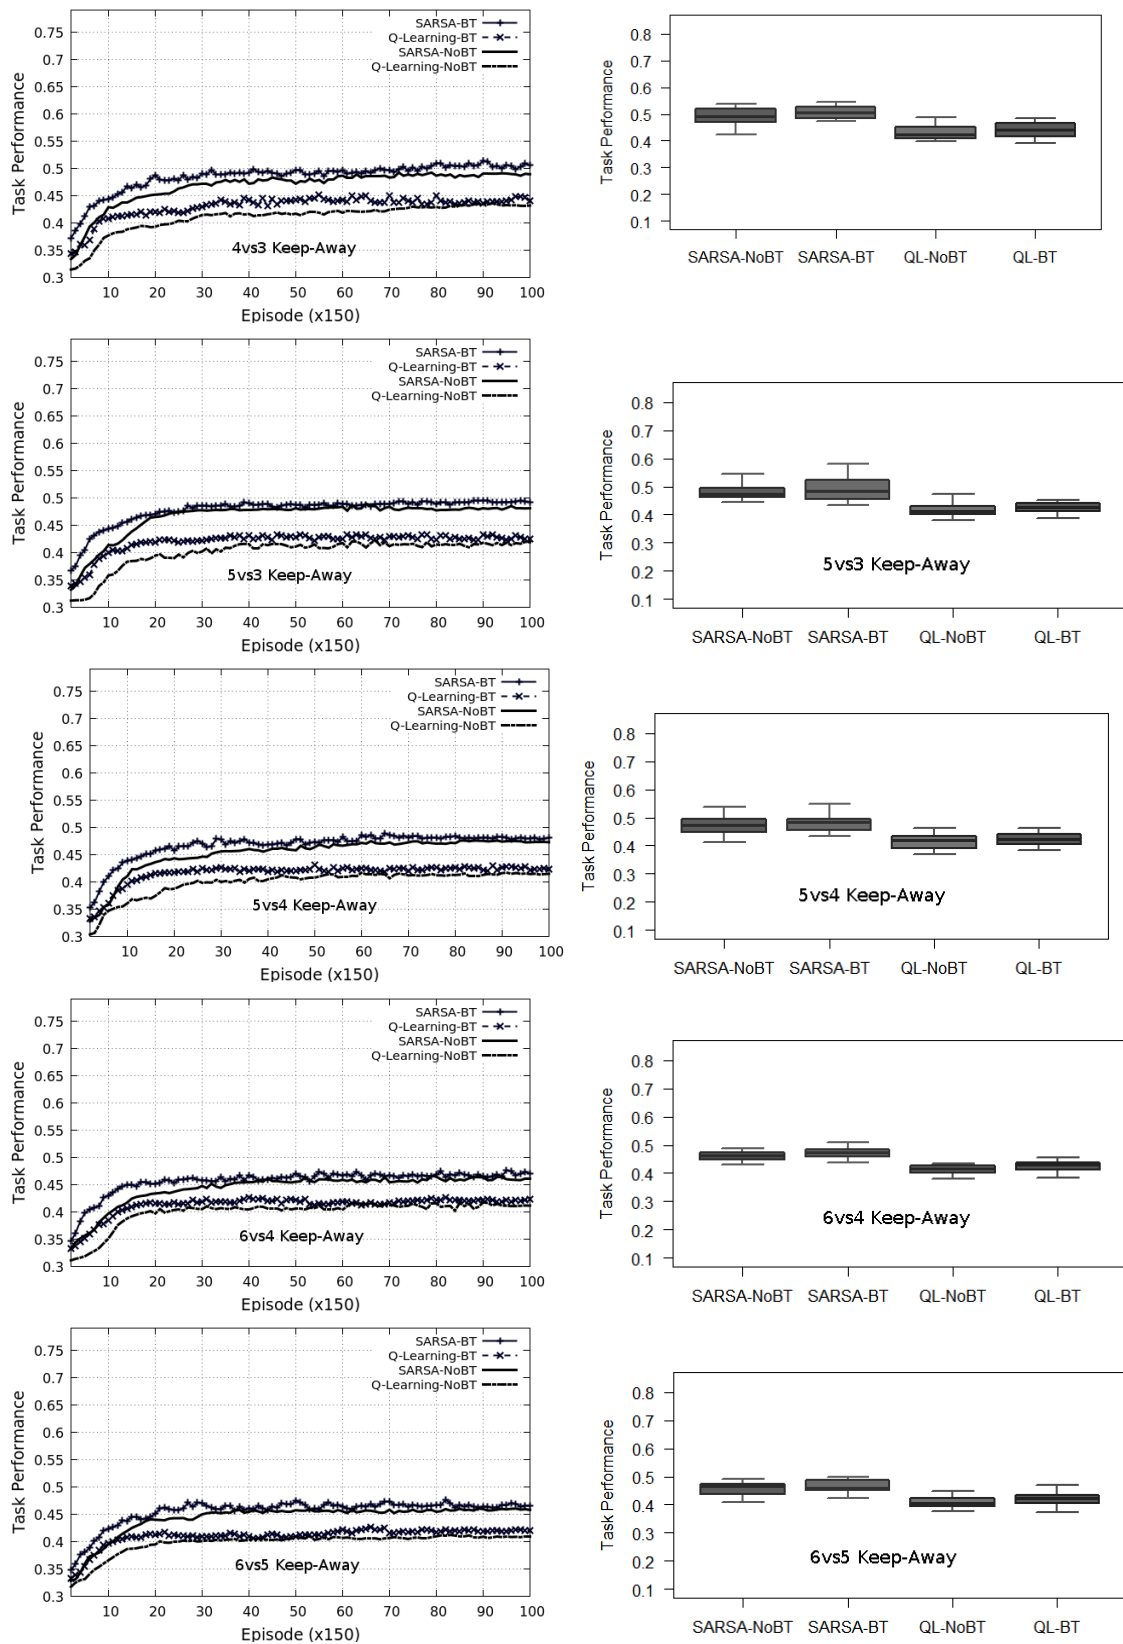 SARSA-BT
Q-Learning-BT
SARSA-NoBT
Q-Learning-NoBT
0.75
0.7
0.65
0.6
0.55
0.5
0.45
0.4
0.35
0.3
Task Performance
4vs3 Keep-Away
10 20 30 40 50 60 70 80 90 100
Episode (x150)
0.8
0.7
0.6
0.5
0.4
0.3
0.2
0.1
Task Performance
SARSA-NoBT SARSA-BT QL-NoBT QL-BT
SARSA-BT
Q-Learning-BT
SARSA-NoBT
Q-Learning-NoBT
0.75
0.7
0.65
0.6
0.55
0.5
0.45
0.4
0.35
0.3
Task Performance
5vs3 Keep-Away
10 20 30 40 50 60 70 80 90 100
Episode (x150)
0.8
0.7
0.6
0.5
0.4
0.3
0.2
0.1
Task Performance
5vs3 Keep-Away
SARSA-NoBT SARSA-BT QL-NoBT QL-BT
SARSA-BT
Q-Learning-BT
SARSA-NoBT
Q-Learning-NoBT
0.75
0.7
0.65
0.6
0.55
0.5
0.45
0.4
0.35
0.3
Task Performance
5vs4 Keep-Away
10 20 30 40 50 60 70 80 90 100
Episode (x150)
0.8
0.7
0.6
0.5
0.4
0.3
0.2
0.1
Task Performance
5vs4 Keep-Away
SARSA-NoBT SARSA-BT QL-NoBT QL-BT
SARSA-BT
Q-Learning-BT
SARSA-NoBT
Q-Learning-NoBT
0.75
0.7
0.65
0.6
0.55
0.5
0.45
0.4
0.35
0.3
Task Performance
6vs4 Keep-Away
10 20 30 40 50 60 70 80 90 100
Episode (x150)
0.8
0.7
0.6
0.5
0.4
0.3
0.2
0.1
Task Performance
6vs4 Keep-Away
SARSA-NoBT SARSA-BT QL-NoBT QL-BT
SARSA-BT
Q-Learning-BT
SARSA-NoBT
Q-Learning-NoBT
0.75
0.7
0.65
0.6
0.55
0.5
0.45
0.4
0.35
0.3
Task Performance
6vs5 Keep-Away
10 20 30 40 50 60 70 80 90 100
Episode (x150)
0.8
0.7
0.6
0.5
0.4
0.3
0.2
0.1
Task Performance
6vs5 Keep-Away
SARSA-NoBT SARSA-BT QL-NoBT QL-BT